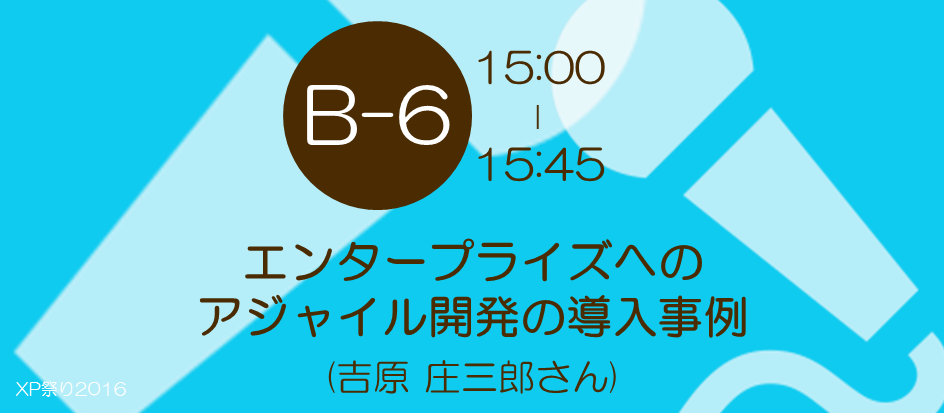 B-6
15:00
|
15:45
エンタープライズへの
アジャイル開発の導入事例
(吉原 庄三郎さん)
XP祭り2016